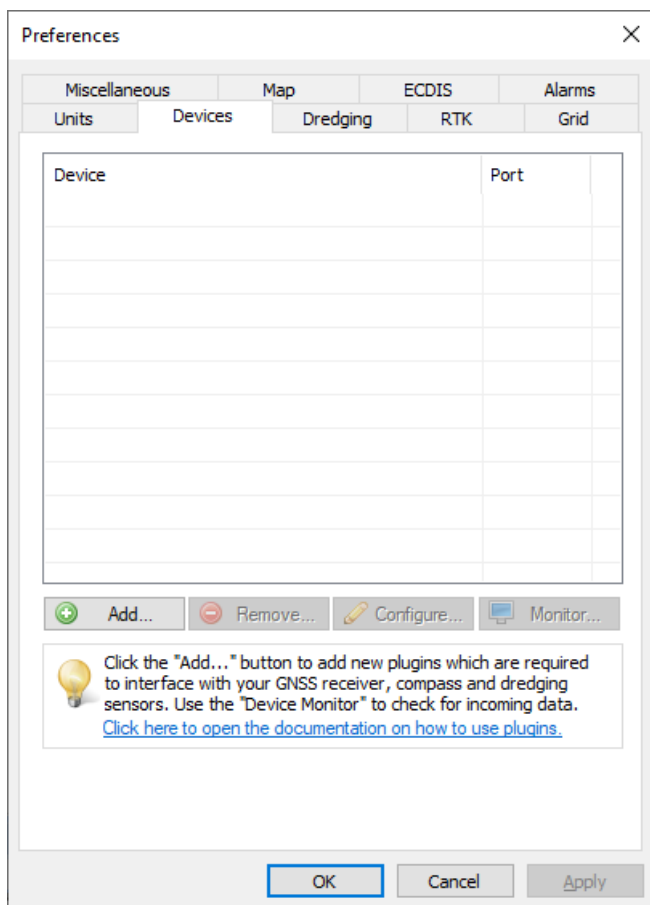 Preferences
Miscellaneous Map ECDIS Alarms
Units Devices Dredging RTK Grid
Device Port
Add... Remove... Configure... Monitor...
Click the "Add..." button to add new plugins which are required
to interface with your GNSS receiver, compass and dredging
sensors. Use the "Device Monitor" to check for incoming data.
Click here to open the documentation on how to use plugins.
OK Cancel Apply